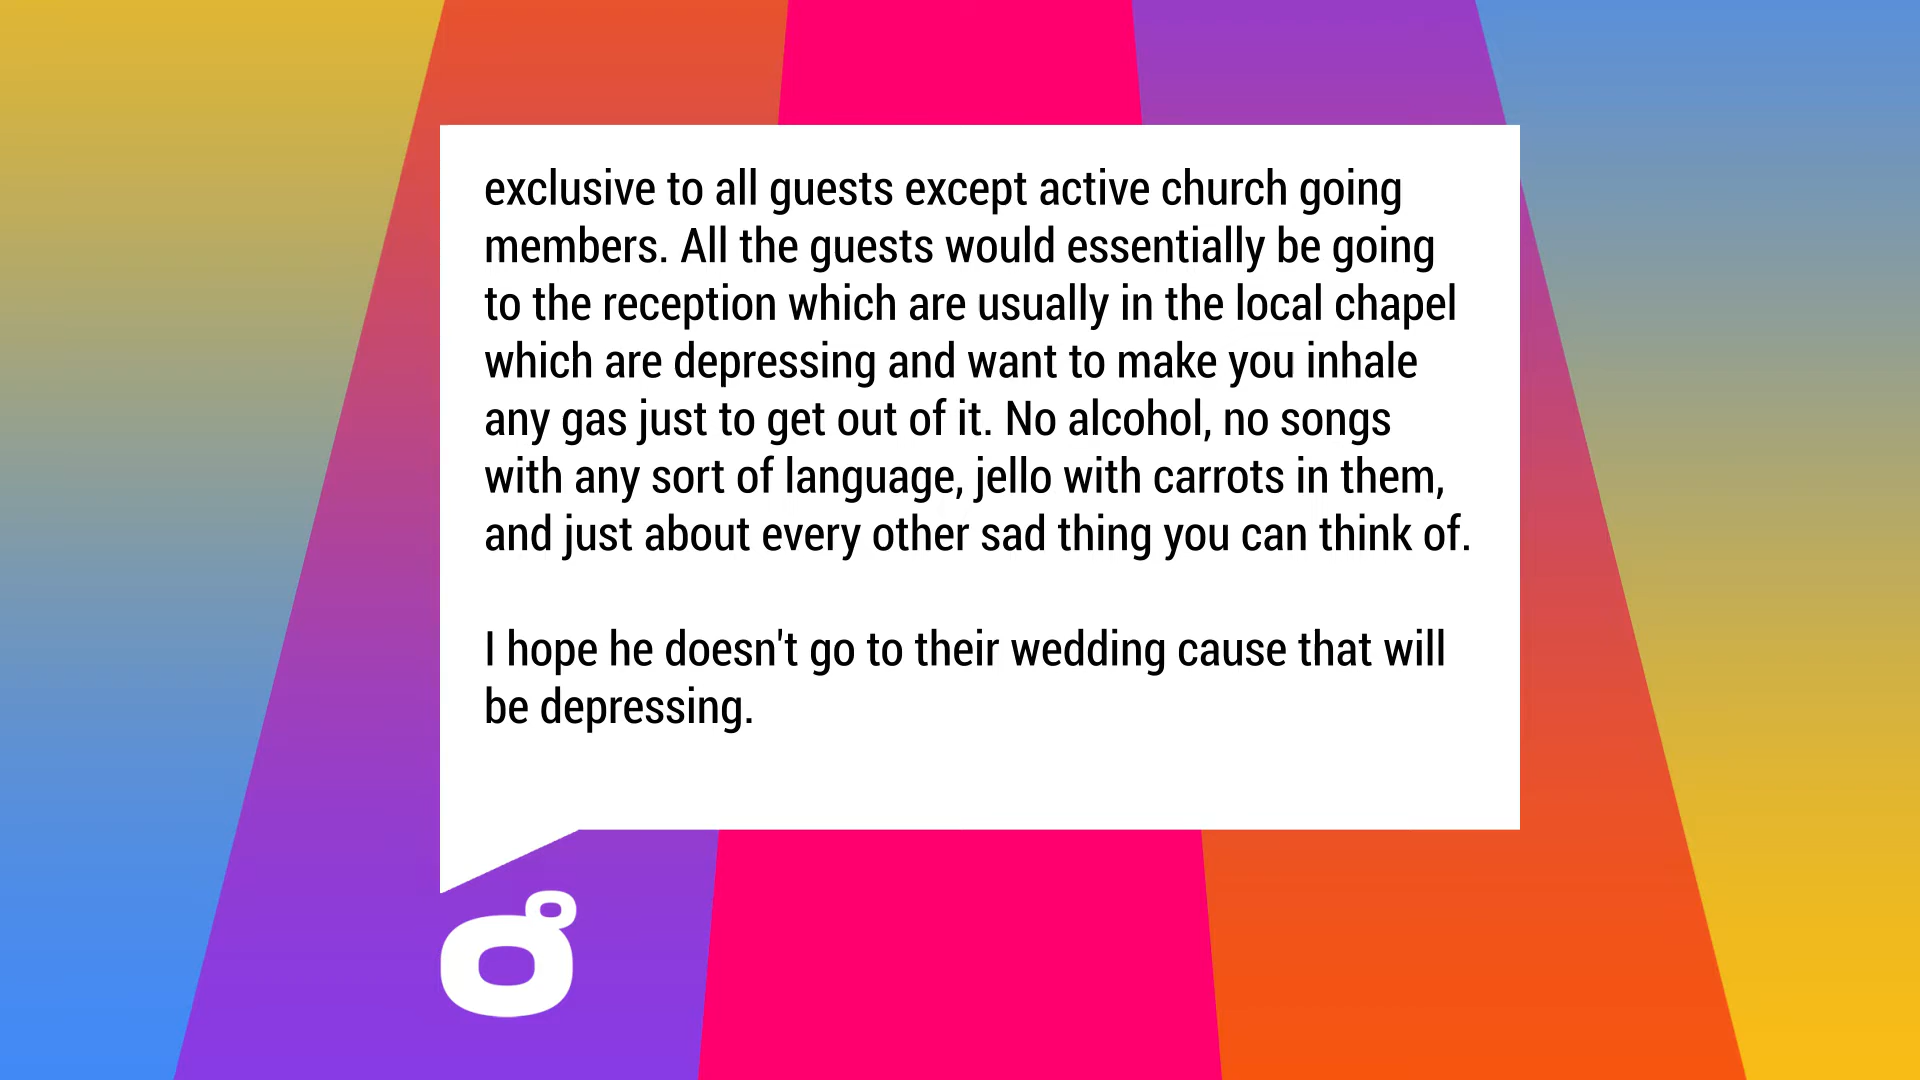 exclusive to all guests except active church going
members. All the guests would essentially be going
to the reception which are usually in the local chapel
which are depressing and want to make you inhale
any gas just to get out of it. No alcohol, no songs
with any sort of language, jello with carrots in them,
and just about every other sad thing you can think of.
I hope he doesn't go to their wedding cause that will
be depressing.